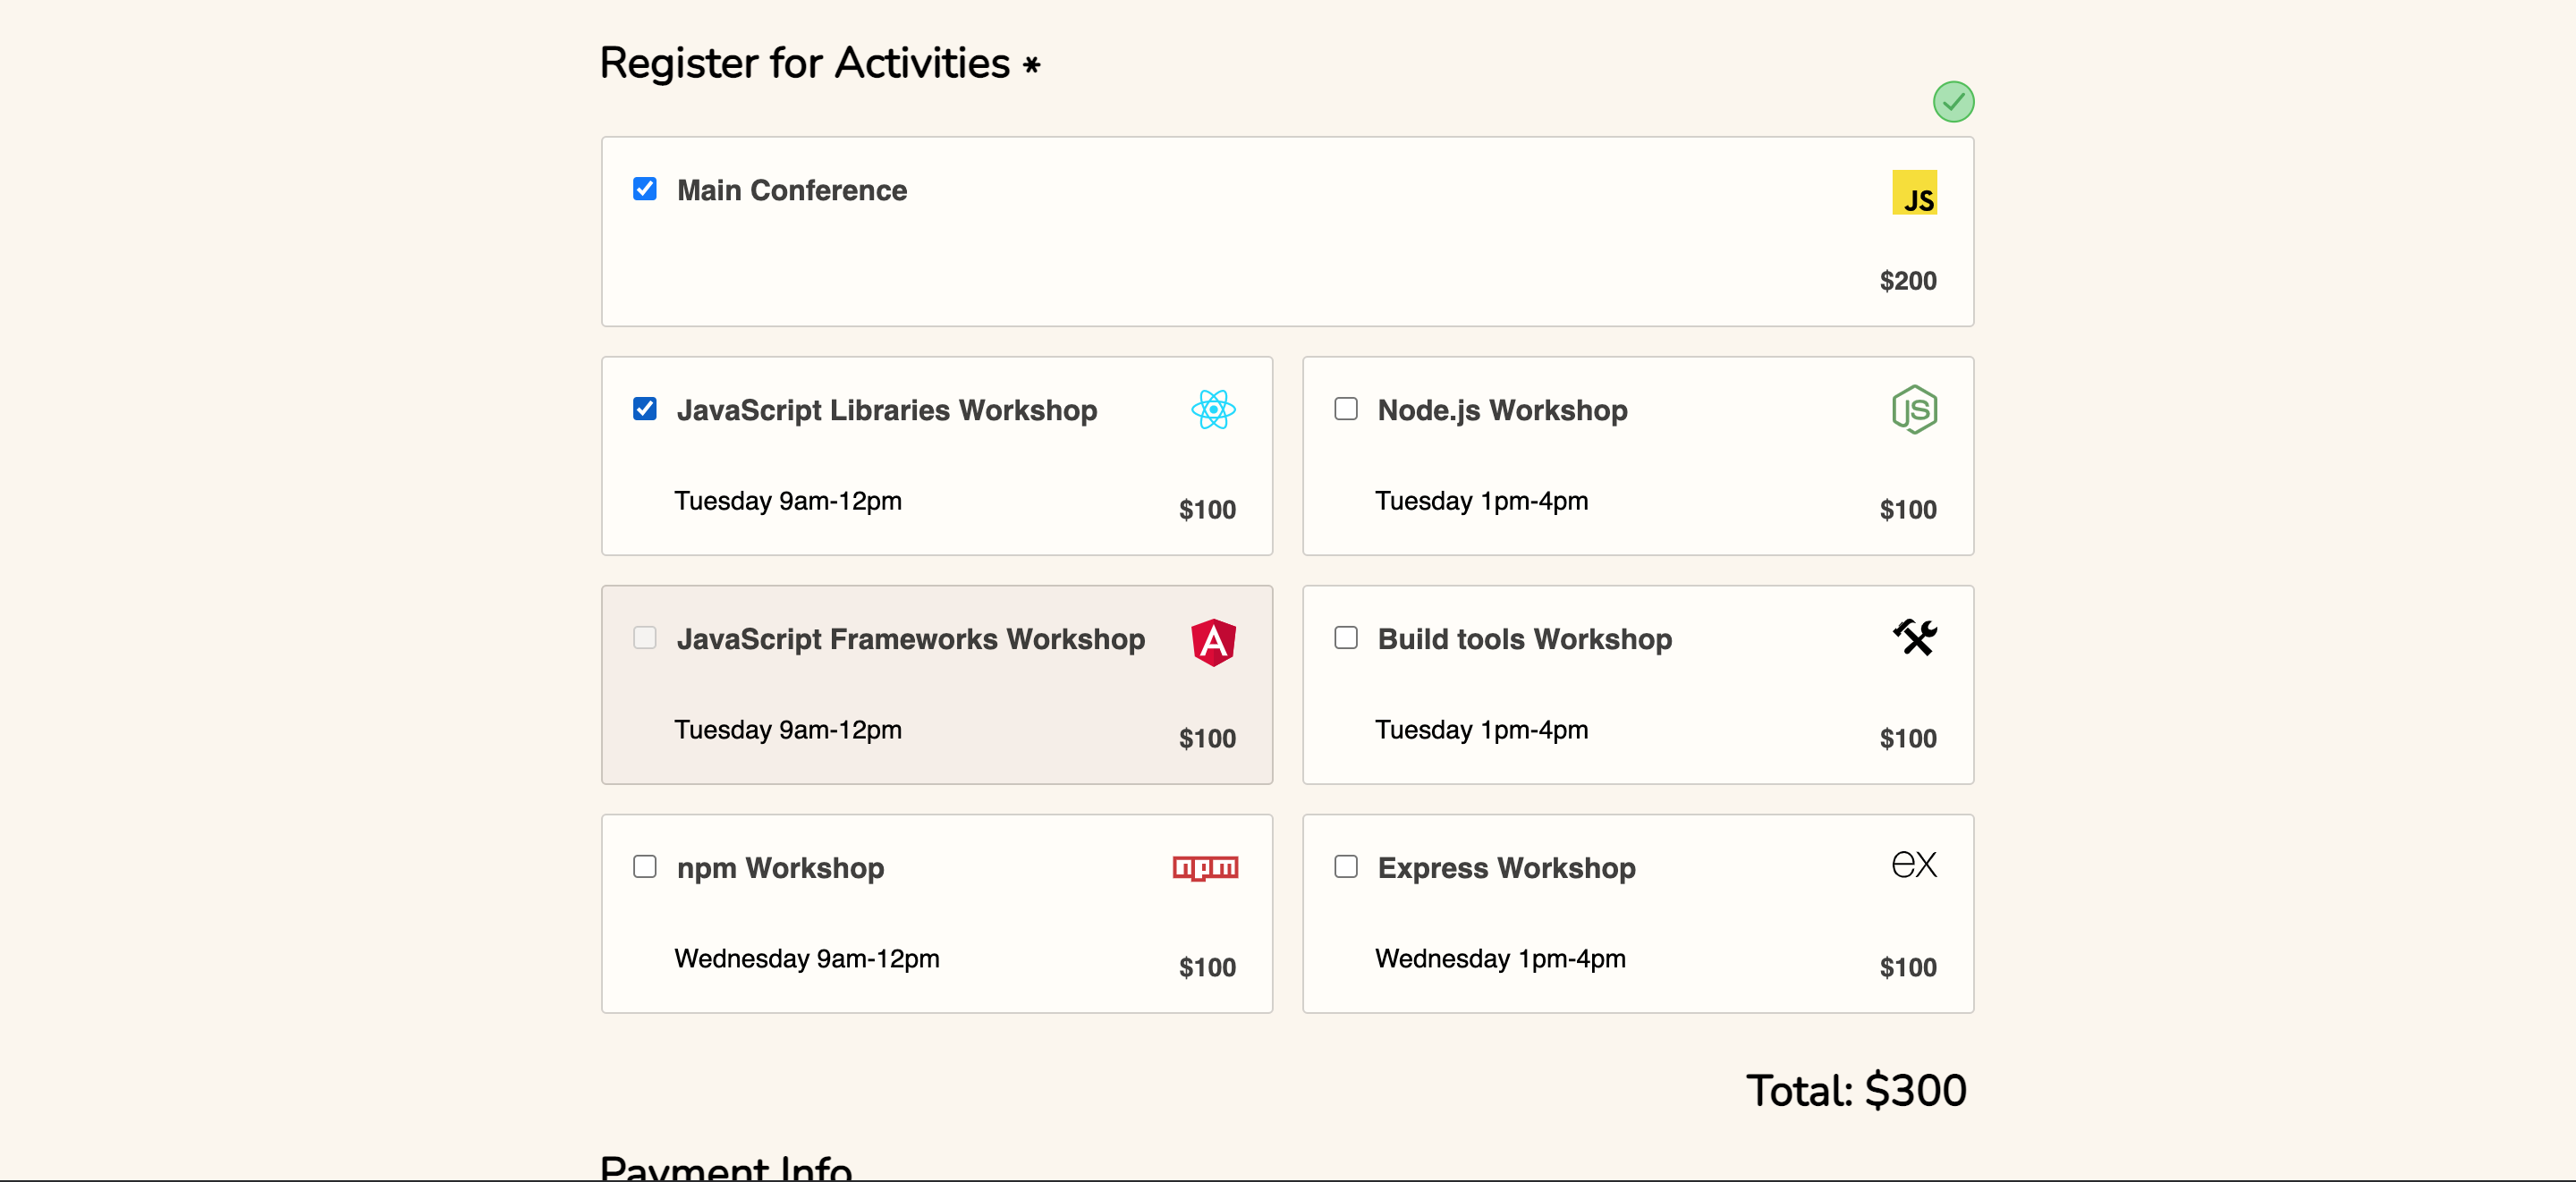 Register for Activities *
Main Conference
JS
$200
JavaScript Libraries Workshop
Tuesday 9am-12pm
$100
Node.js Workshop
JS
Tuesday 1pm-4pm
$100
JavaScript Frameworks Workshop
A
Tuesday 9am-12pm
$100
Build tools Workshop
Tuesday 1pm-4pm
$100
npm Workshop
npm
Wednesday 9am-12pm
$100
Express Workshop
ex
Wednesday 1pm-4pm
$100
Total: $300
Payment Info